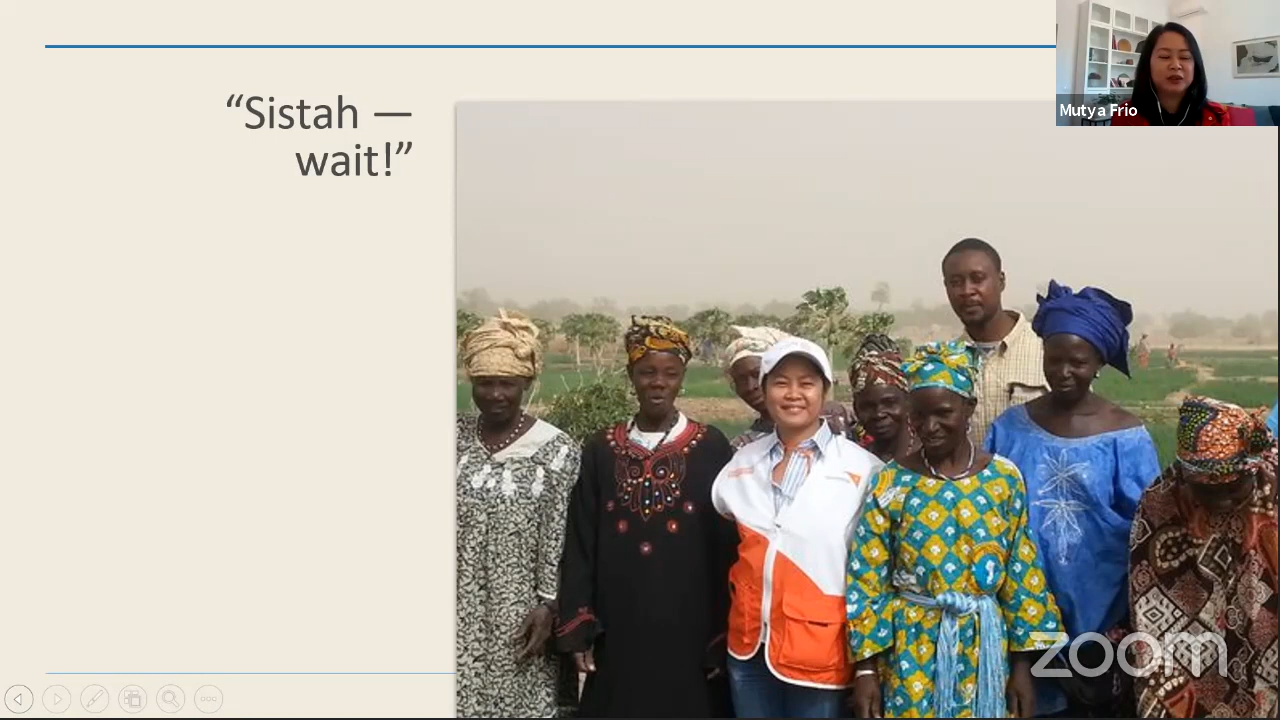 “Sistah —
wait!”
Mutya Frio
zoom